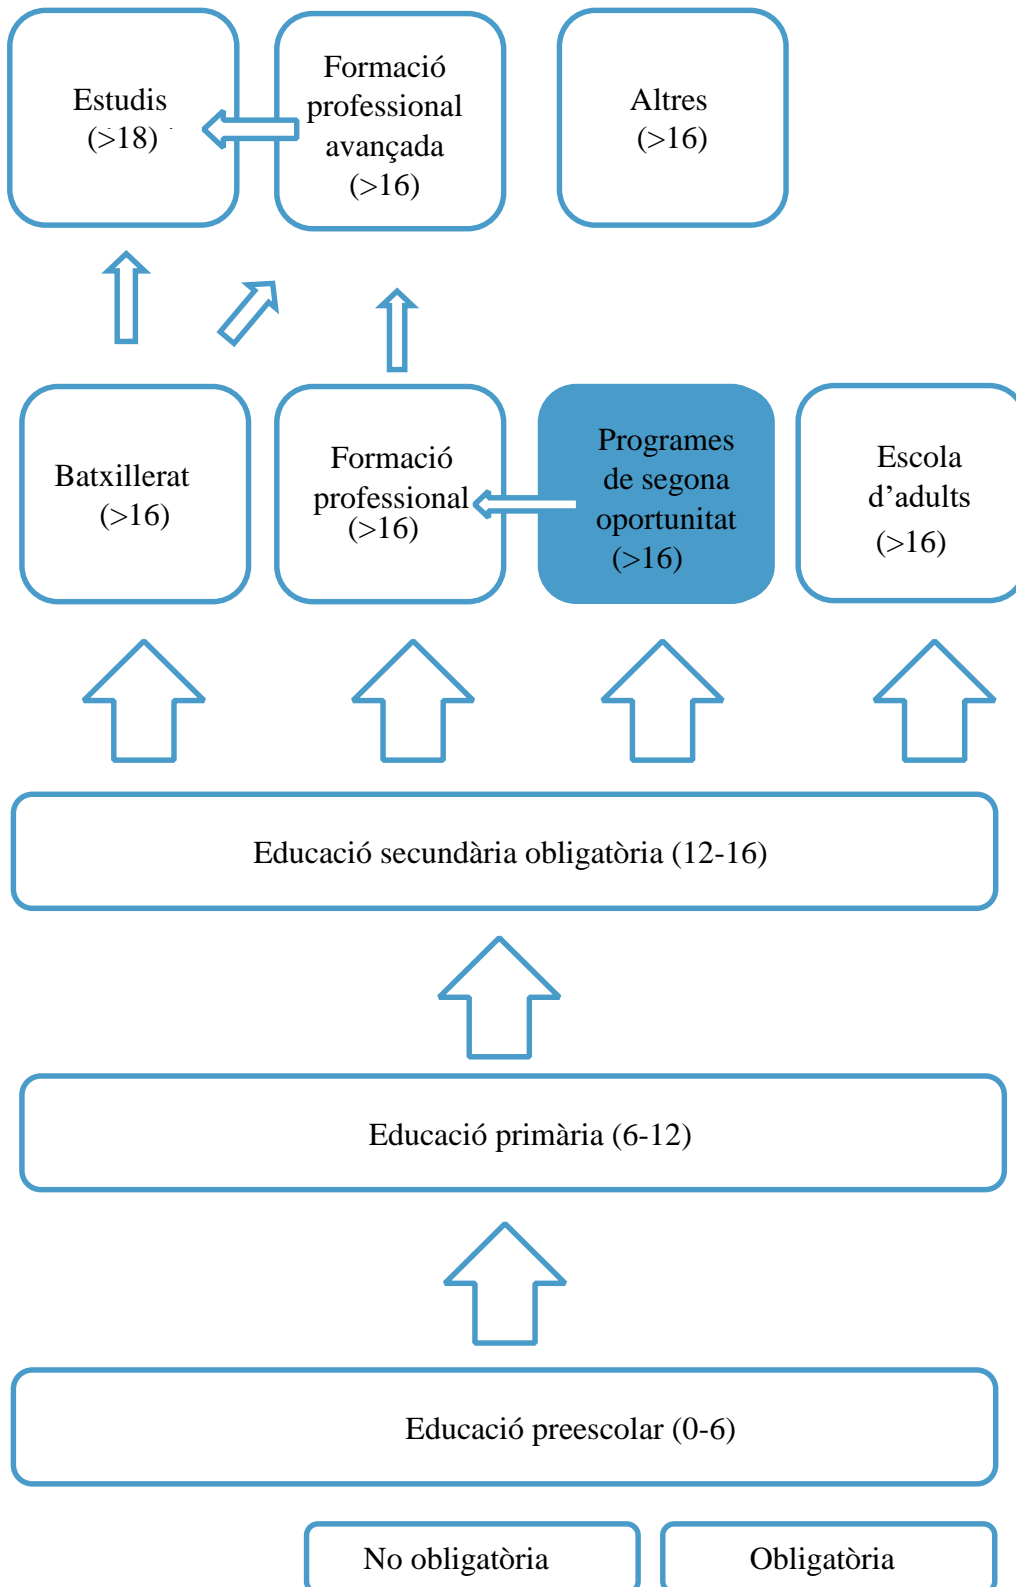 Estudis
(>18)
Formació
professional
avançada
(>16)
Altres
(>16)
Batxillerat
(>16)
Formació
professional
(>16)
Programes
de segona
oportunitat
(>16)
Escola
d’adults
(>16)
Educació secundària obligatòria (12-16)
Educació primària (6-12)
Educació preescolar (0-6)
No obligatòria
Obligatòria